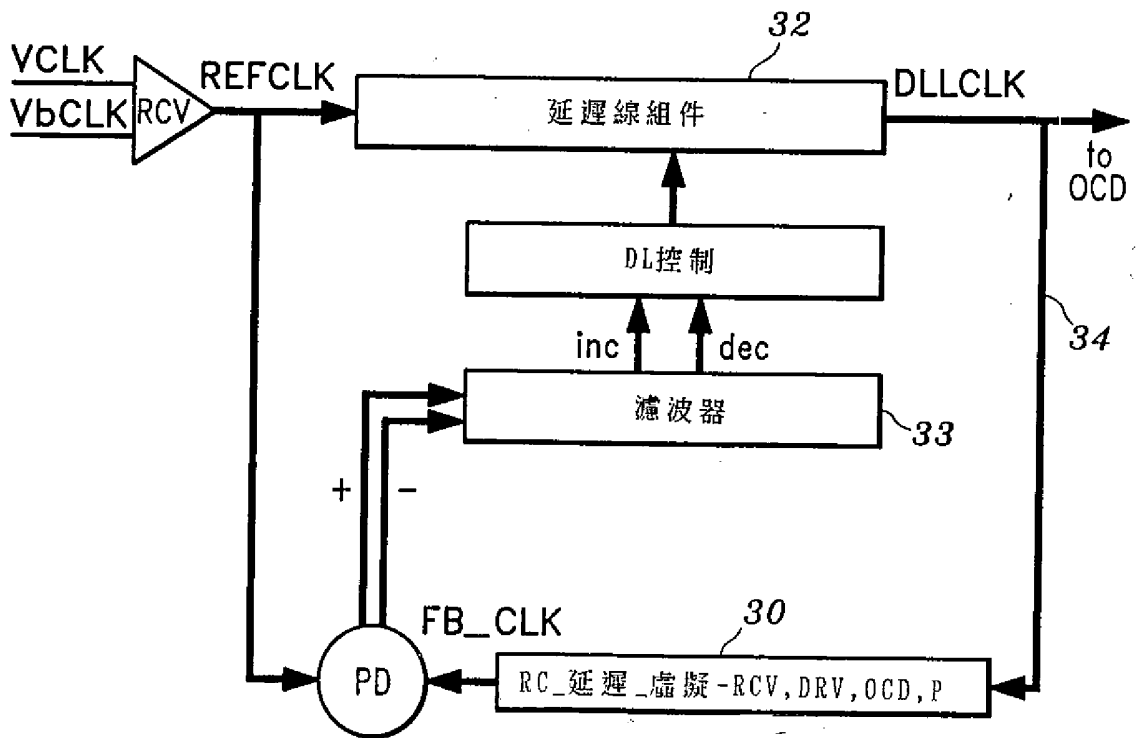 32
VCLK
REFCLK
DLLCLK
VbCLK
RCV
延遲線組件
to
OCD
DL控制
34
inc
dec
濾波器
33
+
-
FB_CLK
30
PD
RC_延遲_虛擬-RCV,DRV,OCD,P